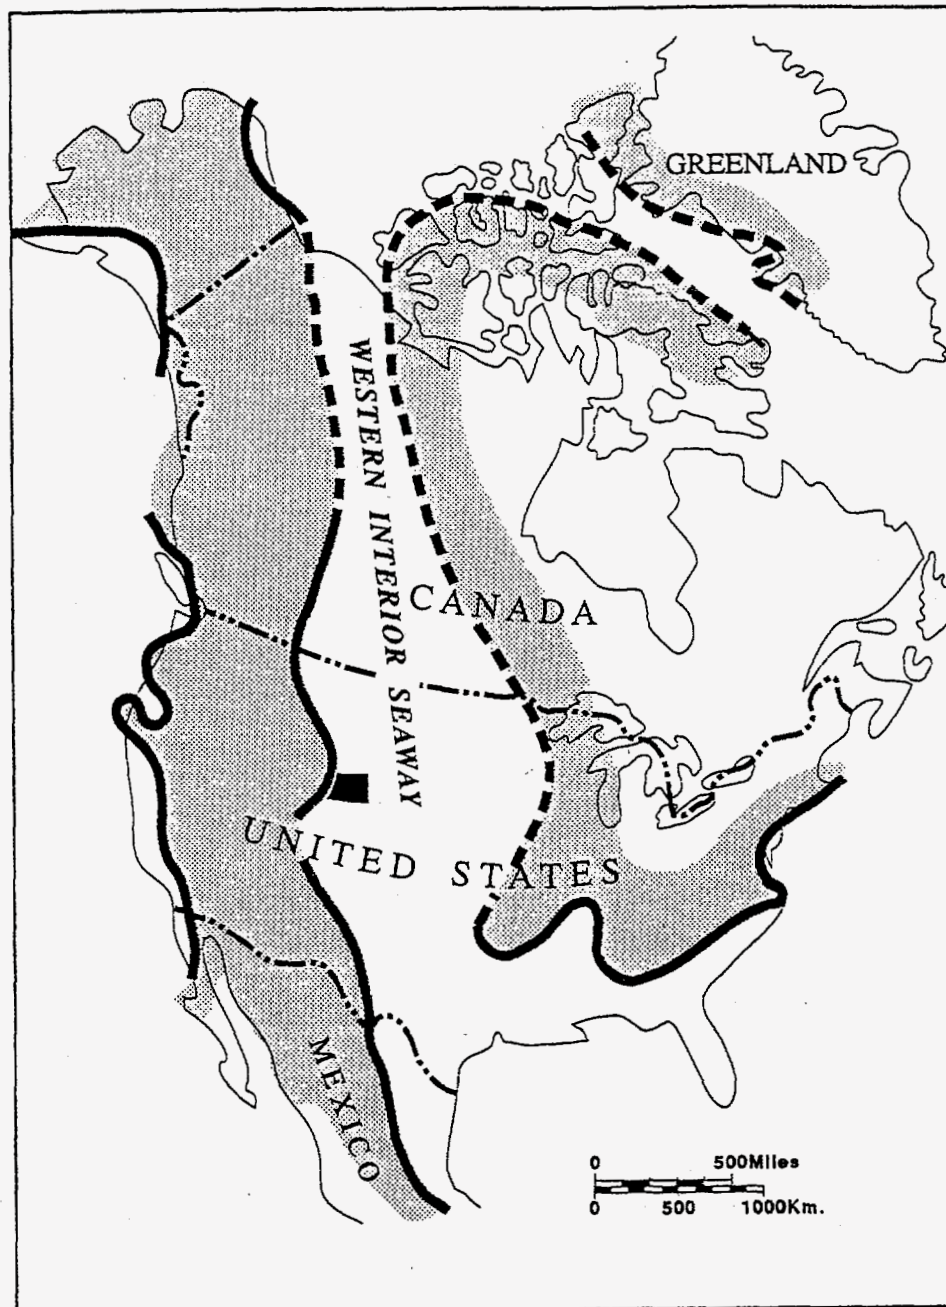 GREENLAND
WESTERN INTERIOR SEAWAY
CANADA
UNITED STATES
MEXICO
0 500Miles
0 500 1000Km.